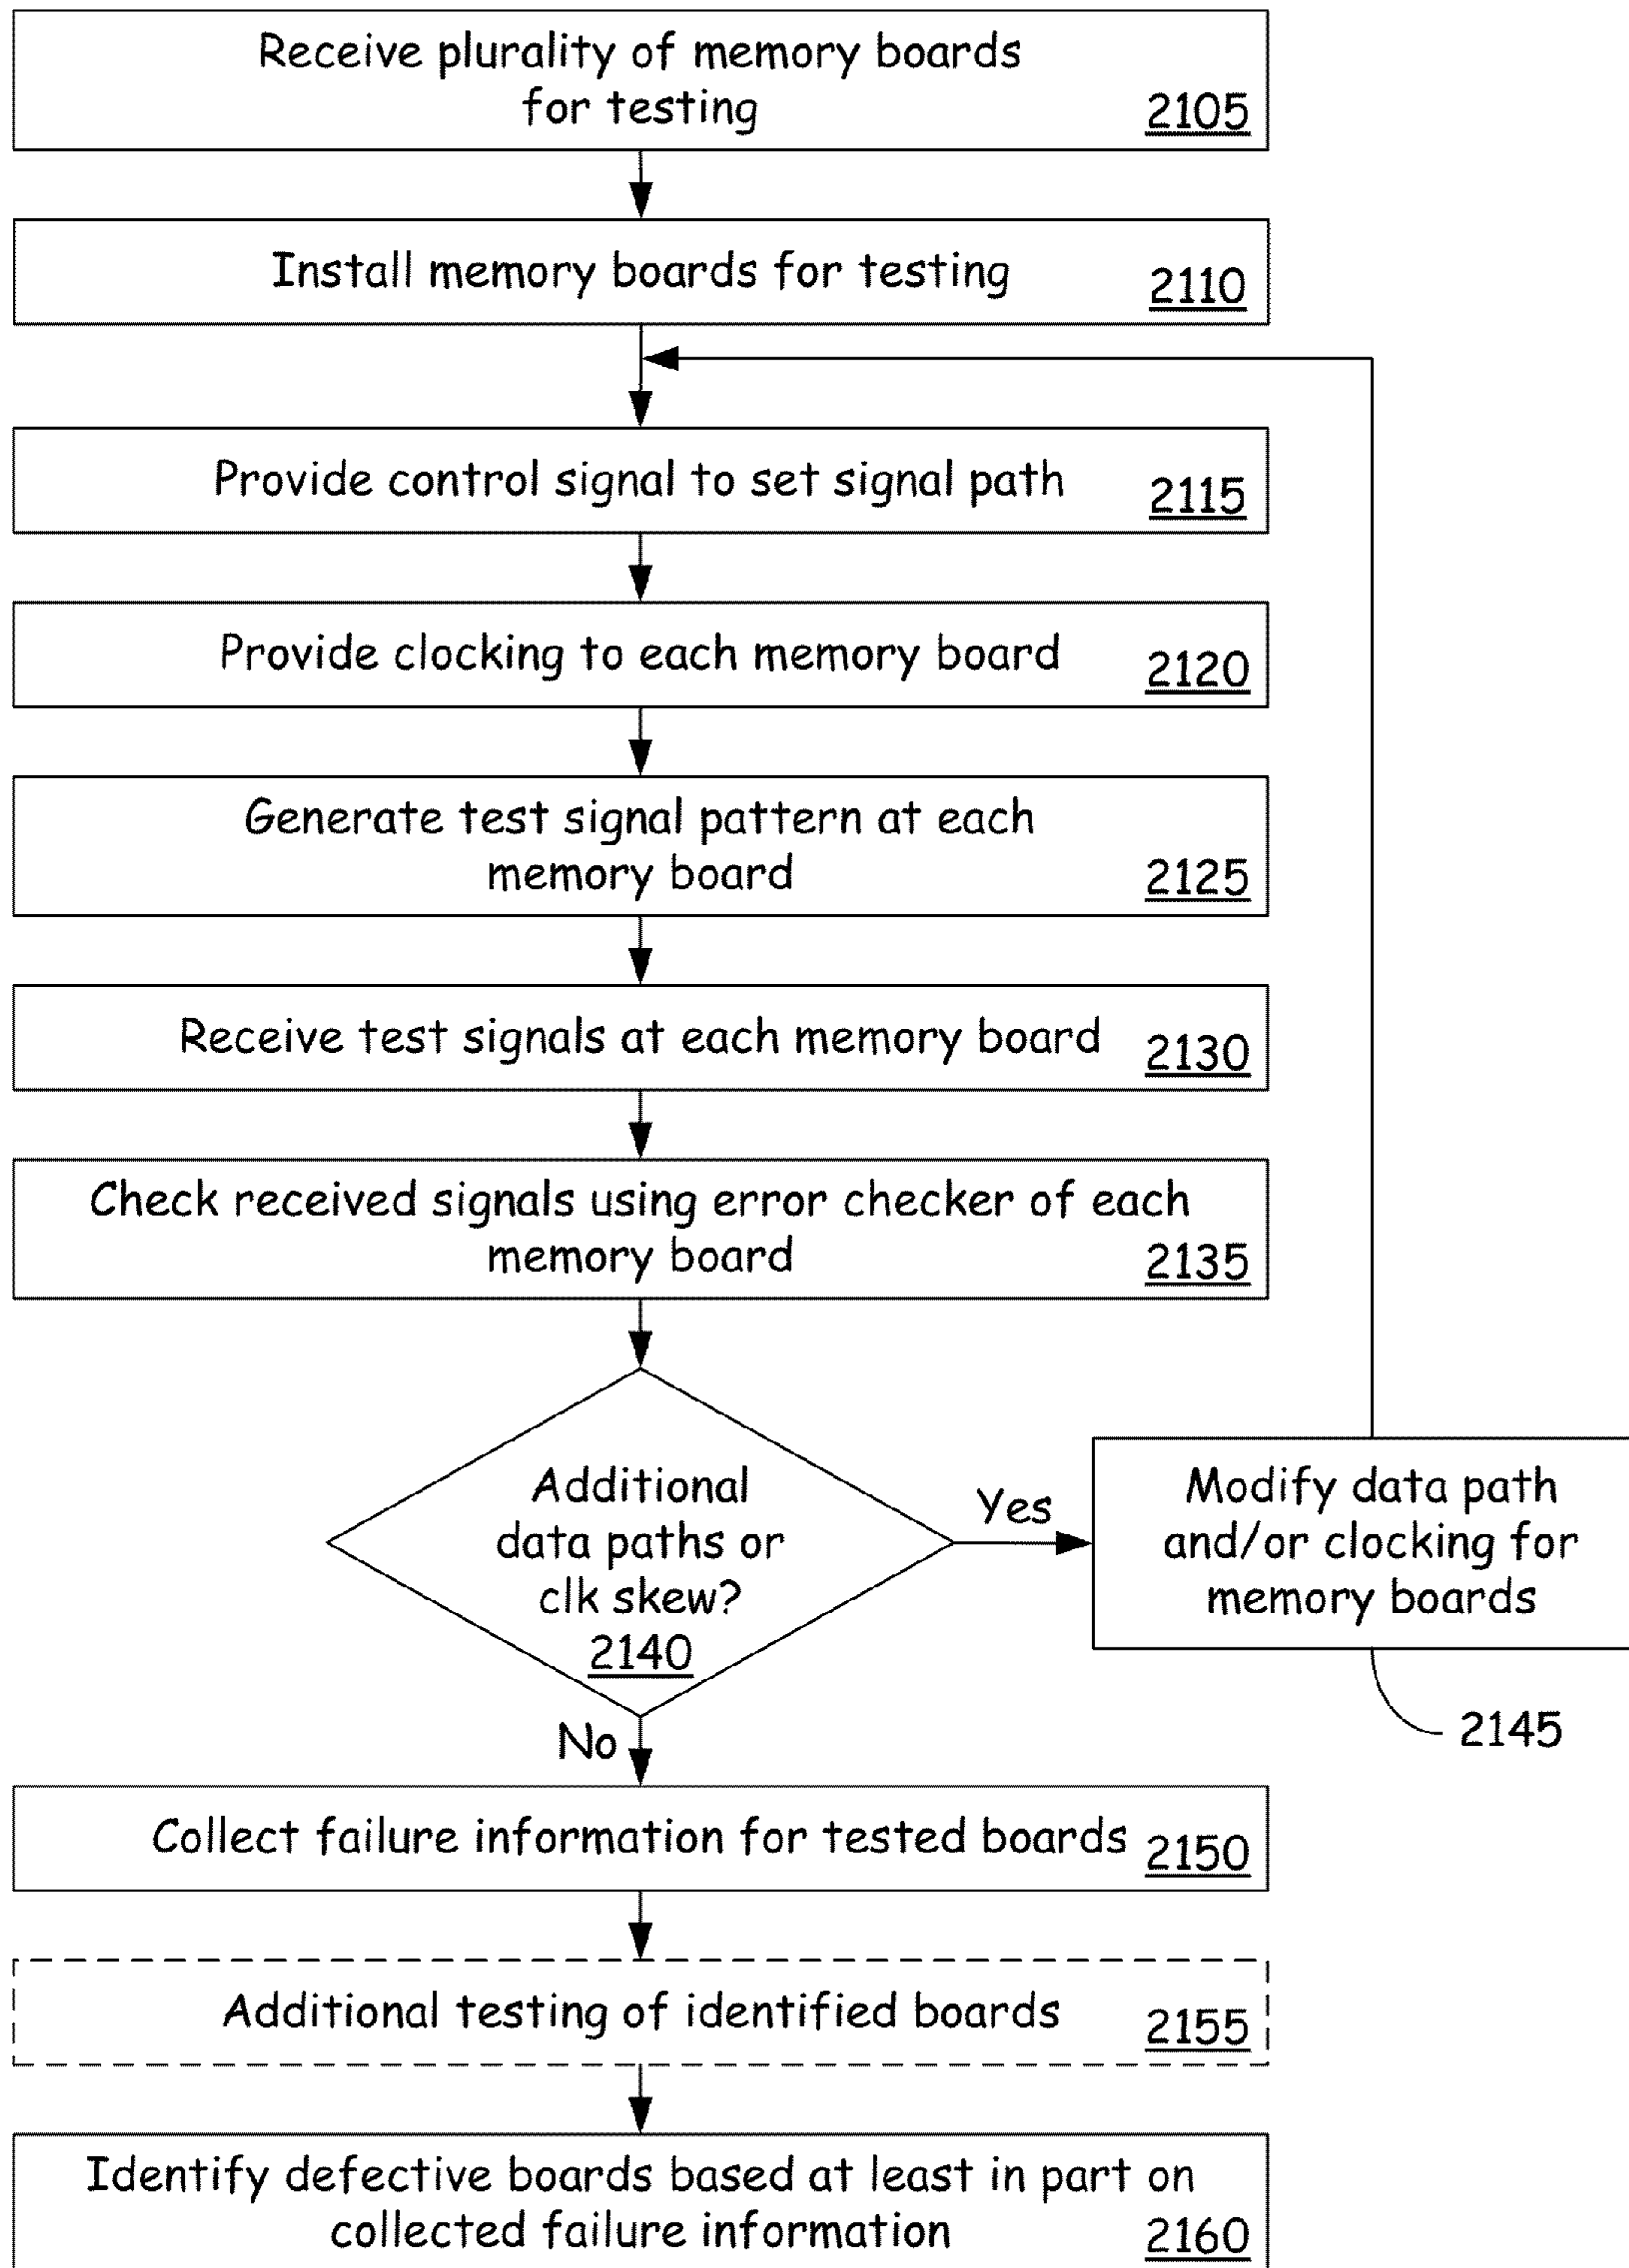 Receive plurality of memory boards
for testing
2105
Install memory boards for testing
2110
Provide control signal to set signal path
2115
Provide clocking to each memory board
2120
Generate test signal pattern at each
memory board
2125
Receive test signals at each memory board
2130
Check received signals using error checker of each
memory board
2135
Additional
data paths or
clk skew?
2140
Yes
Modify data path
and/or clocking for
memory boards
2145
No
Collect failure information for tested boards
2150
Additional testing of identified boards
2155
Identify defective boards based at least in part on
collected failure information
2160